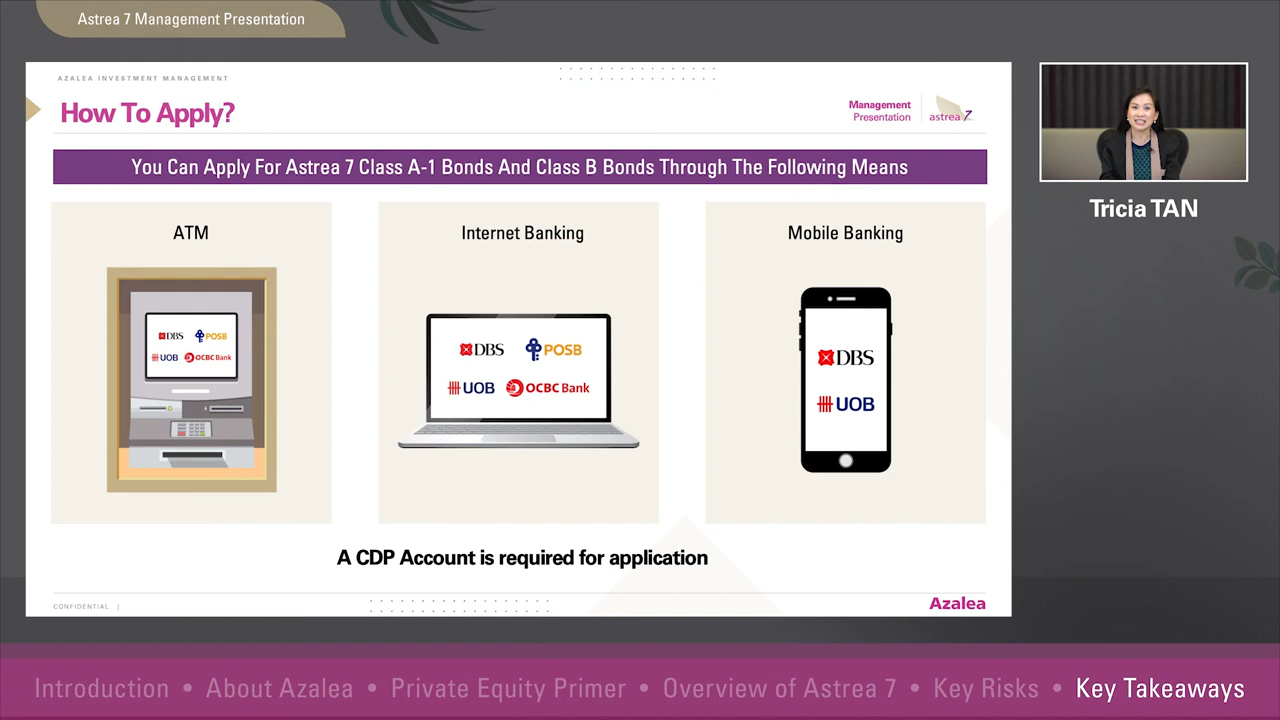 Astrea 7 Management Presentation
AZALEA INVESTMENT MANAGEMENT
How To Apply?
Management
Presentation
astrea 7
You Can Apply For Astrea 7 Class A-1 Bonds And Class B Bonds Through The Following Means
ATM
DBS POSB
UOB OCBC Bank
Internet Banking
DBS POSB
UOB OCBC Bank
Mobile Banking
DBS
UOB
A CDP Account is required for application
CONFIDENTIAL |
Azalea
Tricia TAN
Introduction • About Azalea • Private Equity Primer • Overview of Astrea 7 • Key Risks • Key Takeaways